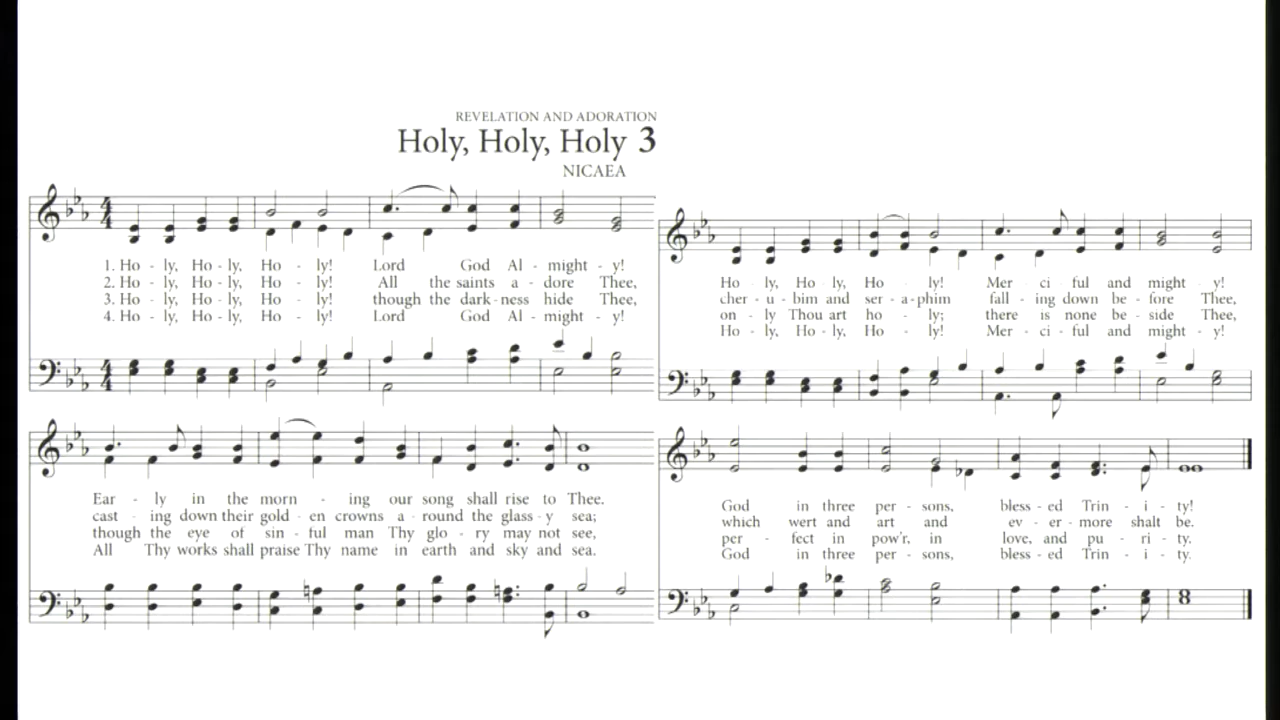 REVELATION AND ADORATION
Holy, Holy, Holy 3
NICAEA
1. Ho - ly, Ho - ly, Ho - ly! Lord God Al - might - y!
2. Ho - ly, Ho - ly, Ho - ly! All the saints a - dore Thee,
3. Ho - ly, Ho - ly, Ho - ly! though the dark - ness hide Thee,
4. Ho - ly, Ho - ly, Ho - ly! Lord God Al - might - y!
Ear - ly in the morn - ing our song shall rise to Thee.
cast - ing down their gold - en crowns a - round the glass - y sea;
though the eye of sin - ful man Thy glo - ry may not see,
All Thy works shall praise Thy name in earth and sky and sea.
Ho - ly, Ho - ly, Ho - ly! Mer - ci - ful and might - y!
cher - u - bim and ser - a - phim fall - ing down be - fore Thee,
on - ly Thou art ho - ly; there is none be - side Thee,
Ho - ly, Ho - ly, Ho - ly! Mer - ci - ful and might - y!
God in three per - sons, bless - ed Trin - i - ty!
which wert and art and ev - er - more shalt be.
per - fect in pow'r, in love, and pu - ri - ty.
God in three per - sons, bless - ed Trin - i - ty.